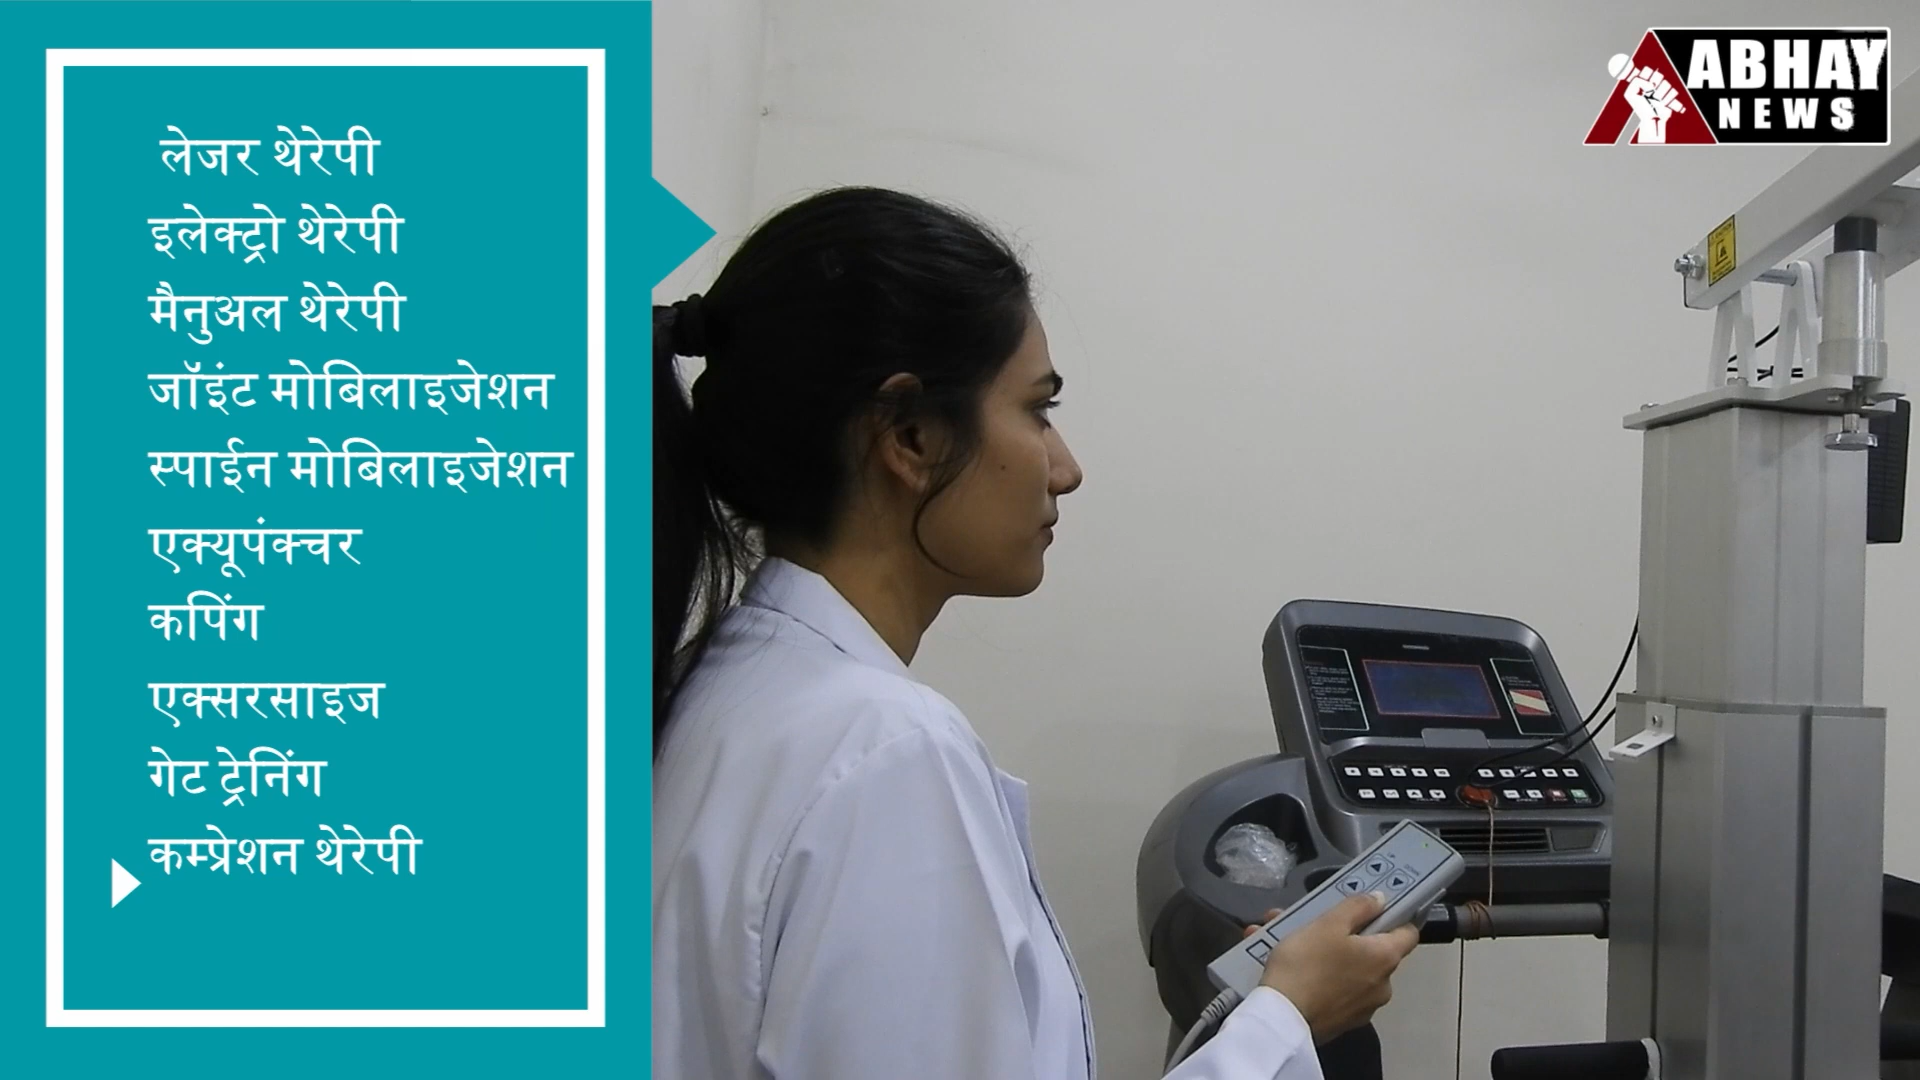 लेजर थेरेपी
इलेक्ट्रो थेरेपी
मैनुअल थेरेपी
जॉइंट मोबिलाइजेशन
स्पाईन मोबिलाइजेशन
एक्यूपंक्चर
कपिंग
एक्सरसाइज
गेट ट्रेनिंग
कम्प्रेशन थेरेपी
ABHAY
NEWS